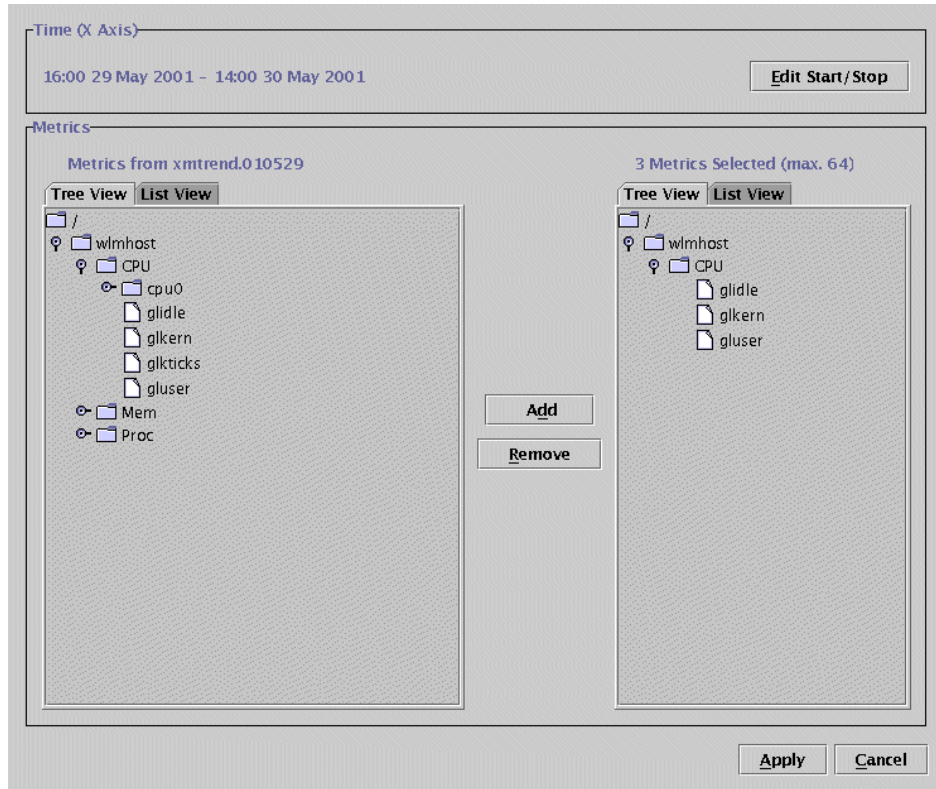 Time (X Axis)
16:00 29 May 2001 - 14:00 30 May 2001
Edit Start/Stop
Metrics
Metrics from xmtrend.010529
Tree View
List View
/
wlmhost
CPU
cpu0
glidle
glkern
glkticks
gluser
Mem
Proc
Add
Remove
3 Metrics Selected (max. 64)
Tree View
List View
/
wlmhost
CPU
glidle
glkern
gluser
Apply
Cancel